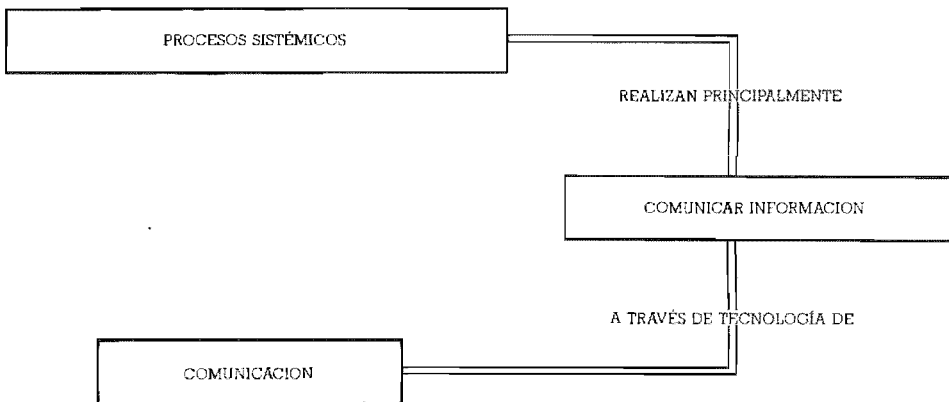 PROCESOS SISTÉMICOS
REALIZAN PRINCIPALMENTE
COMUNICAR INFORMACION
A TRAVÉS DE TECNOLOGÍA DE
COMUNICACION